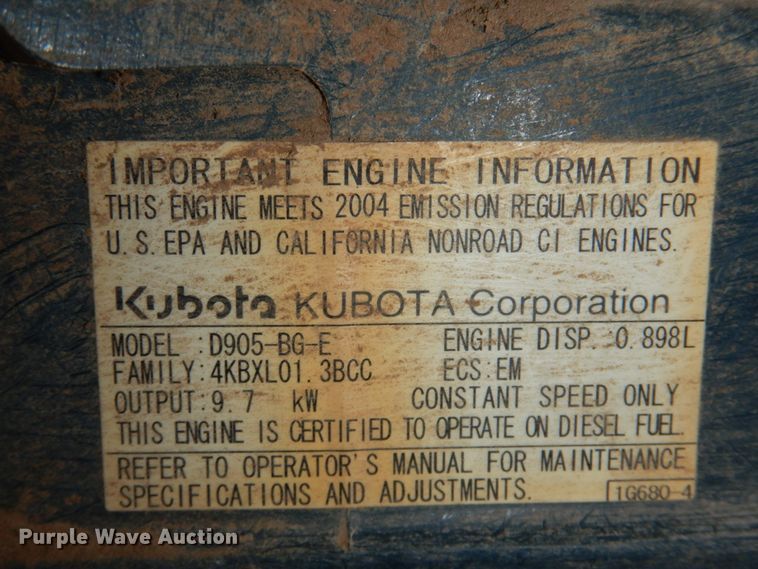 IMPORTANT ENGINE INFORMATION
THIS ENGINE MEETS 2004 EMISSION REGULATIONS FOR
U.S. EPA AND CALIFORNIA NONROAD CI ENGINES.
Kubota KUBOTA Corporation
MODEL :D905-BG-E ENGINE DISP. :0.898L
FAMILY:4KBXL01.3BCC ECS:EM
OUTPUT:9.7 kW CONSTANT SPEED ONLY
THIS ENGINE IS CERTIFIED TO OPERATE ON DIESEL FUEL.
REFER TO OPERATOR'S MANUAL FOR MAINTENANCE
SPECIFICATIONS AND ADJUSTMENTS. 1G680-4
Purple Wave Auction